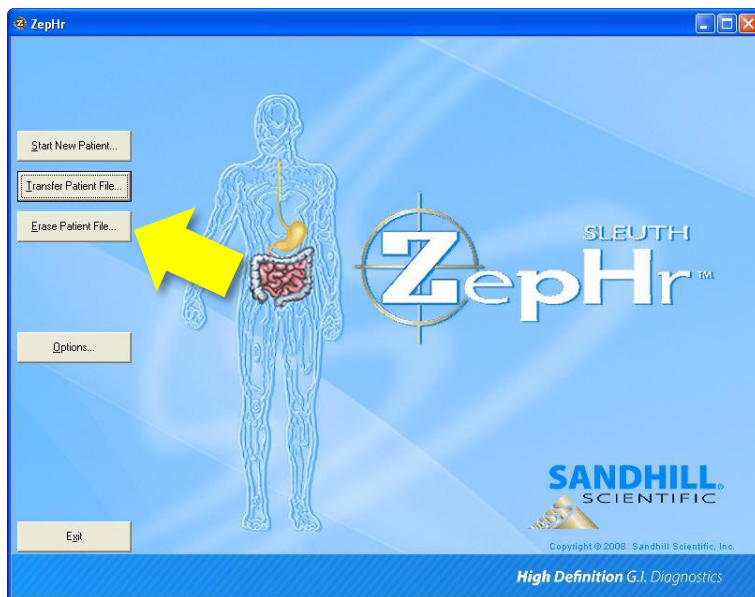 ZepHr
Start New Patient...
Transfer Patient File...
Erase Patient File...
Options...
Exit
SLEUTH
ZepHr™
SANDHILL®
SCIENTIFIC
Copyright © 2008 Sandhill Scientific, Inc.
High Definition G.I. Diagnostics